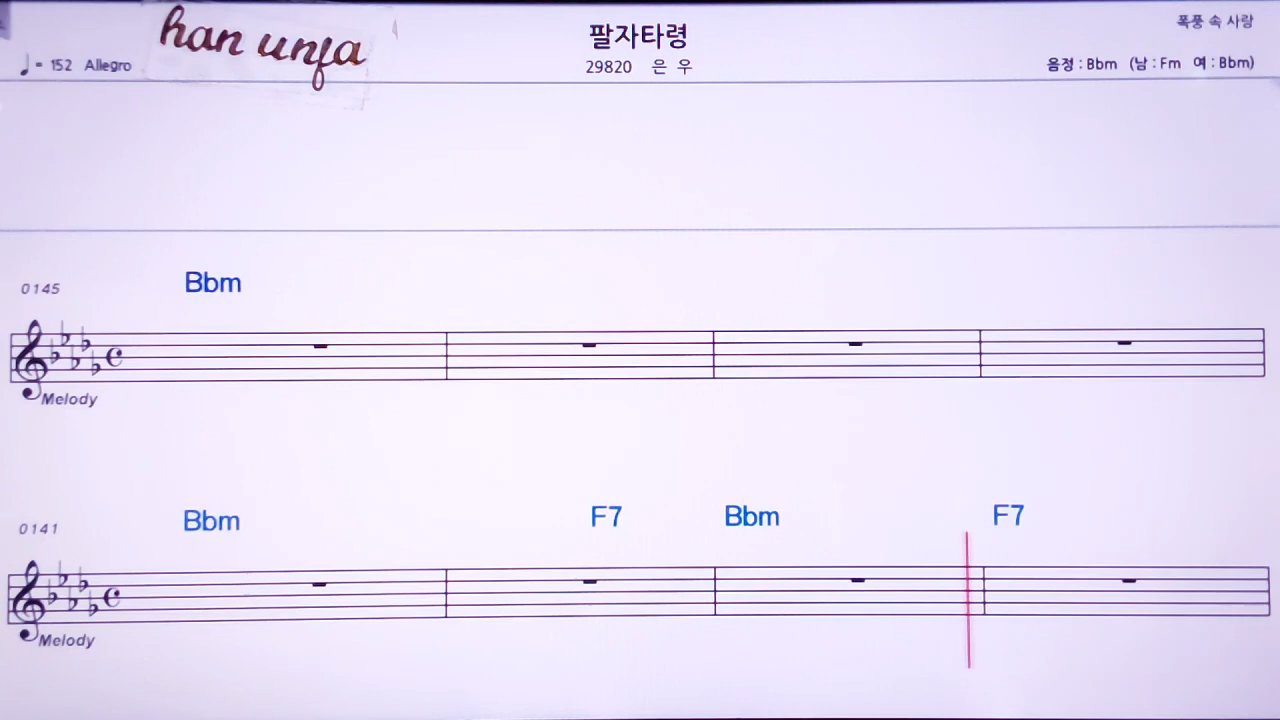 han unfa
팔자타령
폭풍 속 사랑
♩= 152 Allegro
29820 은 우
음정 : Bbm (남 : Fm 여 : Bbm)
0145
Bbm
Melody
0141
Bbm F7 Bbm F7
Melody